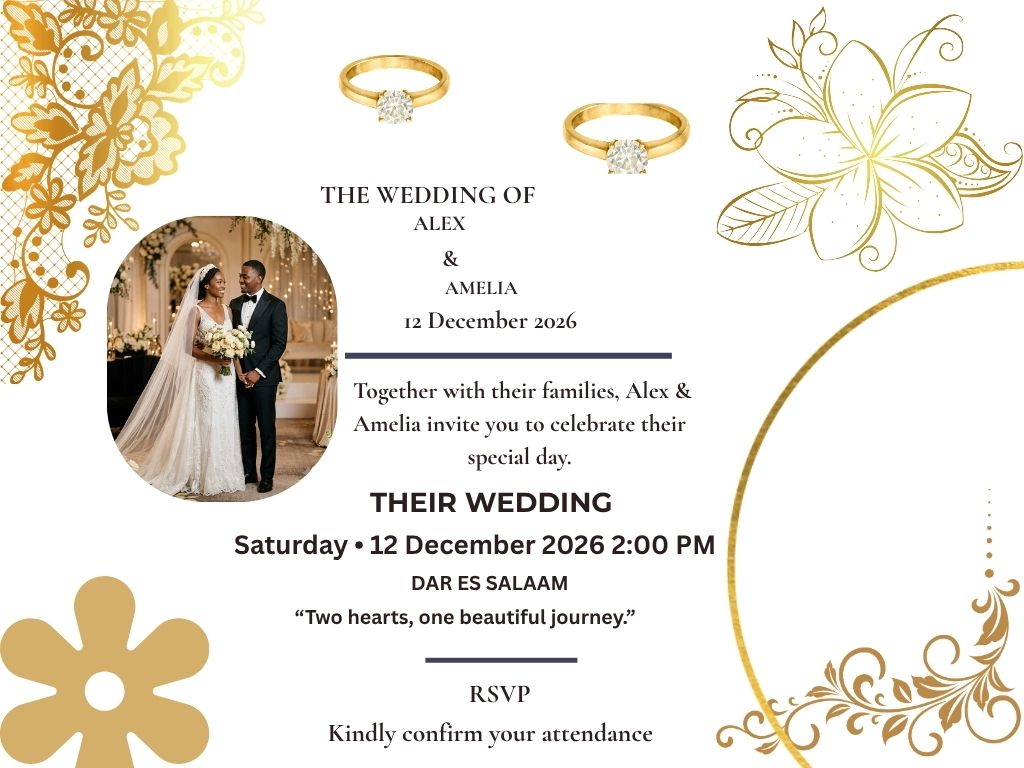 THE WEDDING OF
ALEX
&
AMELIA
12 December 2026
Together with their families, Alex &
Amelia invite you to celebrate their
special day.
THEIR WEDDING
Saturday • 12 December 2026 2:00 PM
DAR ES SALAAM
“Two hearts, one beautiful journey.”
RSVP
Kindly confirm your attendance